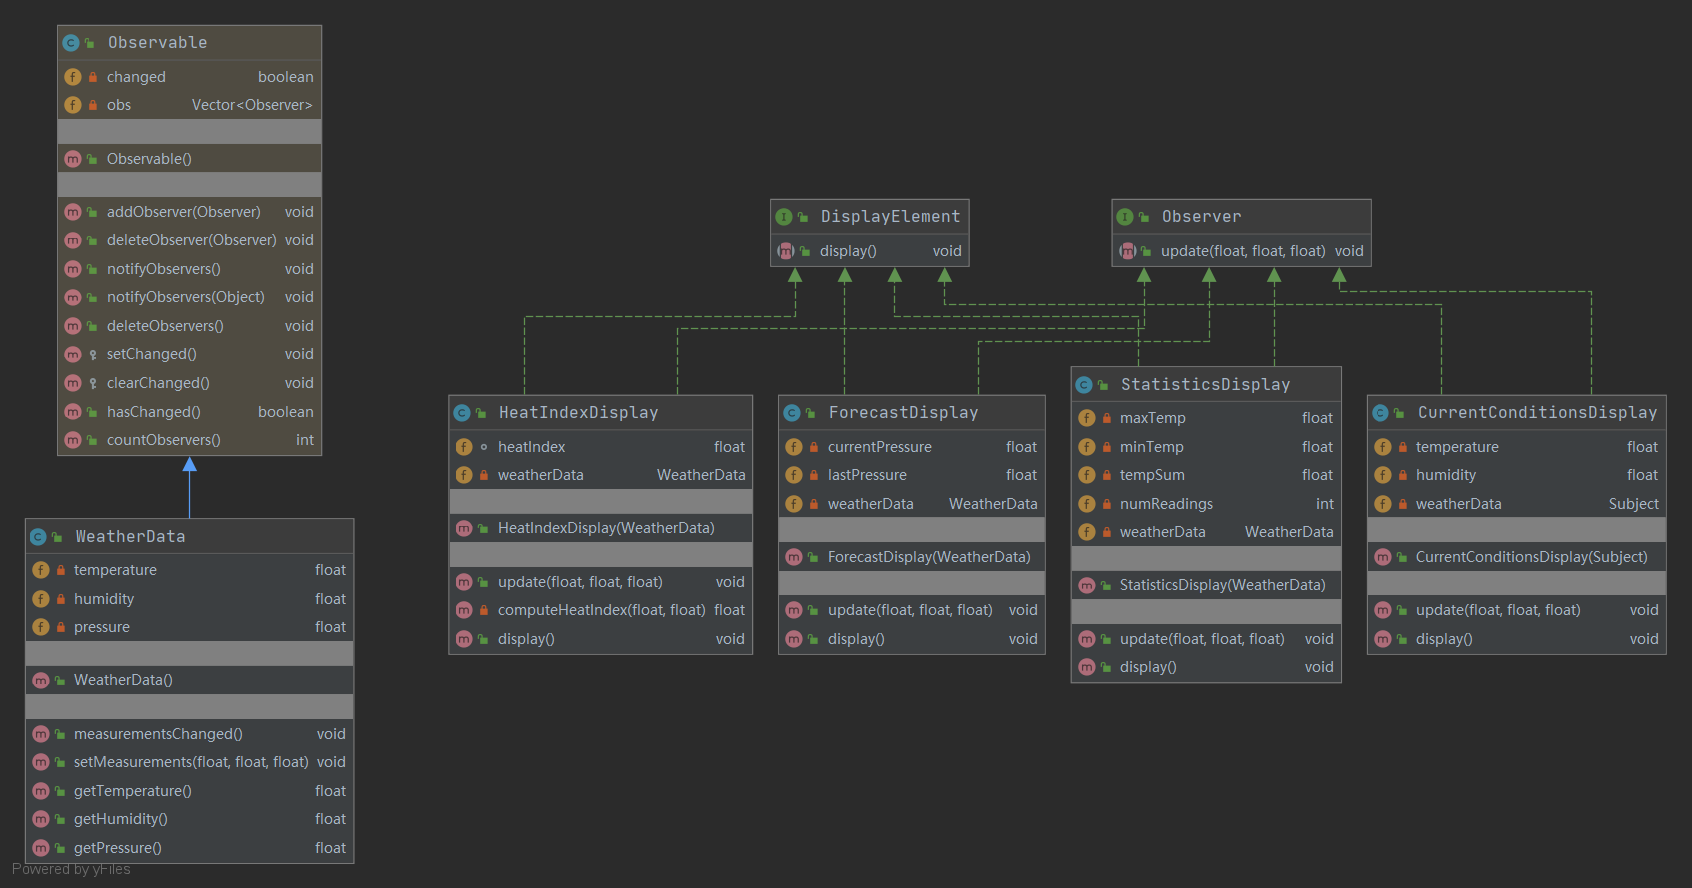 Observable
changed boolean
obs Vector<Observer>
Observable()
addObserver(Observer) void
deleteObserver(Observer) void
notifyObservers() void
notifyObservers(Object) void
deleteObservers() void
setChanged() void
clearChanged() void
hasChanged() boolean
countObservers() int
WeatherData
temperature float
humidity float
pressure float
WeatherData()
measurementsChanged() void
setMeasurements(float, float, float) void
getTemperature() float
getHumidity() float
getPressure() float
DisplayElement
display() void
Observer
update(float, float, float) void
HeatIndexDisplay
heatIndex float
weatherData WeatherData
HeatIndexDisplay(WeatherData)
update(float, float, float) void
computeHeatIndex(float, float) float
display() void
ForecastDisplay
currentPressure float
lastPressure float
weatherData WeatherData
ForecastDisplay(WeatherData)
update(float, float, float) void
display() void
StatisticsDisplay
maxTemp float
minTemp float
tempSum float
numReadings int
weatherData WeatherData
StatisticsDisplay(WeatherData)
update(float, float, float) void
display() void
CurrentConditionsDisplay
temperature float
humidity float
weatherData Subject
CurrentConditionsDisplay(Subject)
update(float, float, float) void
display() void
Powered by yFiles